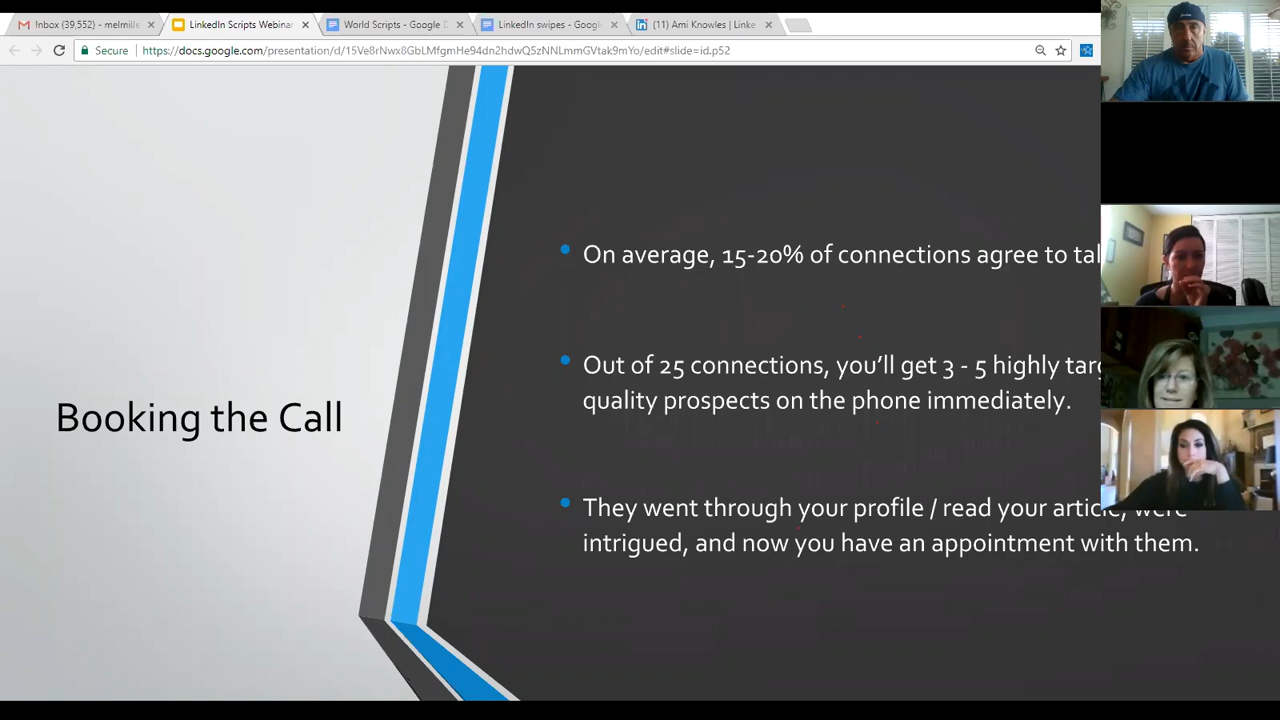 Inbox (39,552) - melmille
LinkedIn Scripts Webinar
World Scripts - Google D
LinkedIn swipes - Googl
(11) Ami Knowles | Linke
Secure
https://docs.google.com/presentation/d/15Ve8rNwx8GbLMfgmHe94dn2hdwQ5zNNLmmGVtak9mYo/edit#slide=id.p52
On average, 15-20% of connections agree to tal
Out of 25 connections, you’ll get 3 - 5 highly targ
quality prospects on the phone immediately.
Booking the Call
They went through your profile / read your article, were
intrigued, and now you have an appointment with them.